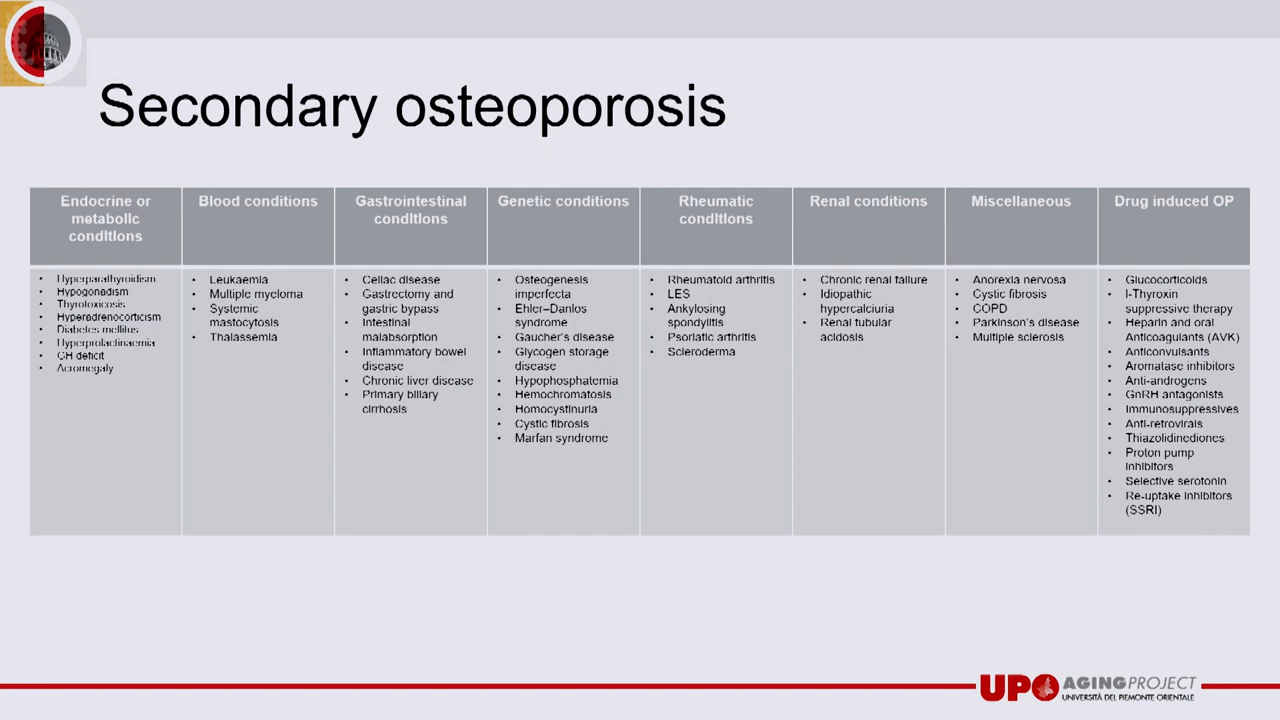 Secondary osteoporosis
Endocrine or
metabolic
conditions
Blood conditions
Gastrointestinal
conditions
Genetic conditions
Rheumatic
conditions
Renal conditions
Miscellaneous
Drug induced OP
• Hyperparathyroidism
• Hypogonadism
• Thyrotoxicosis
• Hyperadrenocorticism
• Diabetes mellitus
• Hyperprolactinaemia
• GH deficit
• Acromegaly
• Leukaemia
• Multiple myeloma
• Systemic
mastocytosis
• Thalassemia
• Celiac disease
• Gastrectomy and
gastric bypass
• Intestinal
malabsorption
• Inflammatory bowel
disease
• Chronic liver disease
• Primary biliary
cirrhosis
• Osteogenesis
imperfecta
• Ehler–Danlos
syndrome
• Gaucher's disease
• Glycogen storage
disease
• Hypophosphatemia
• Hemochromatosis
• Homocystinuria
• Cystic fibrosis
• Marfan syndrome
• Rheumatoid arthritis
• LES
• Ankylosing
spondylitis
• Psoriatic arthritis
• Scleroderma
• Chronic renal failure
• Idiopathic
hypercalciuria
• Renal tubular
acidosis
• Anorexia nervosa
• Cystic fibrosis
• COPD
• Parkinson's disease
• Multiple sclerosis
• Glucocorticoids
• l-Thyroxin
suppressive therapy
• Heparin and oral
Anticoagulants (AVK)
• Anticonvulsants
• Aromatase inhibitors
• Anti-androgens
• GnRH antagonists
• Immunosuppressives
• Anti-retrovirals
• Thiazolidinediones
• Proton pump
inhibitors
• Selective serotonin
• Re-uptake inhibitors
(SSRI)
UPO AGINGPROJECT
UNIVERSITÀ DEL PIEMONTE ORIENTALE